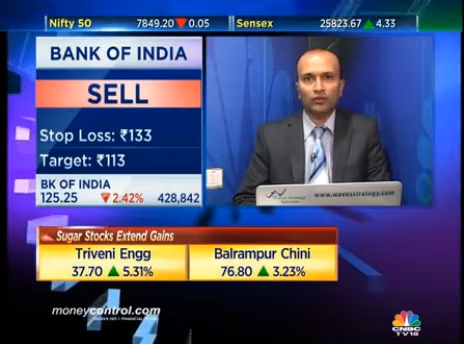 Nifty 50 7849.20 ▼ 0.05 Sensex 25823.67 ▲ 4.33
BANK OF INDIA
SELL
Stop Loss: ₹133
Target: ₹113
BK OF INDIA
125.25 ▼2.42% 428,842
www.wavesstrategy.com
Sugar Stocks Extend Gains
Triveni Engg
37.70 ▲ 5.31%
Balrampur Chini
76.80 ▲ 3.23%
moneycontrol.com
CNBC
TV18